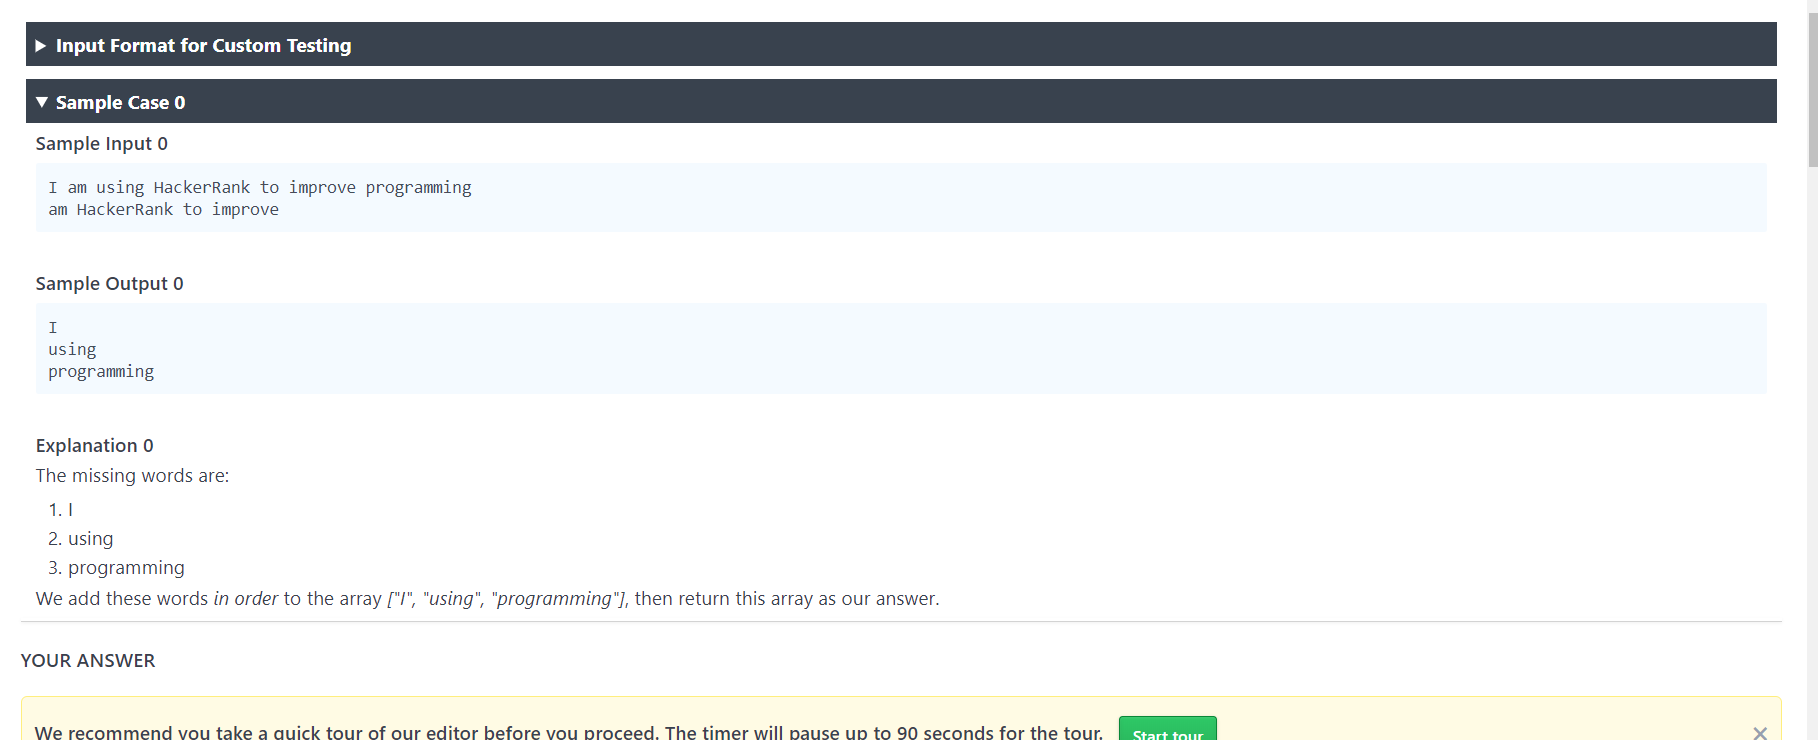 Input Format for Custom Testing
Sample Case 0
Sample Input 0
I am using HackerRank to improve programming
am HackerRank to improve
Sample Output 0
I
using
programming
Explanation 0
The missing words are:
1. I
2. using
3. programming
We add these words in order to the array ["I", "using", "programming"], then return this array as our answer.
YOUR ANSWER
We recommend you take a quick tour of our editor before you proceed. The timer will pause up to 90 seconds for the tour. Start tour